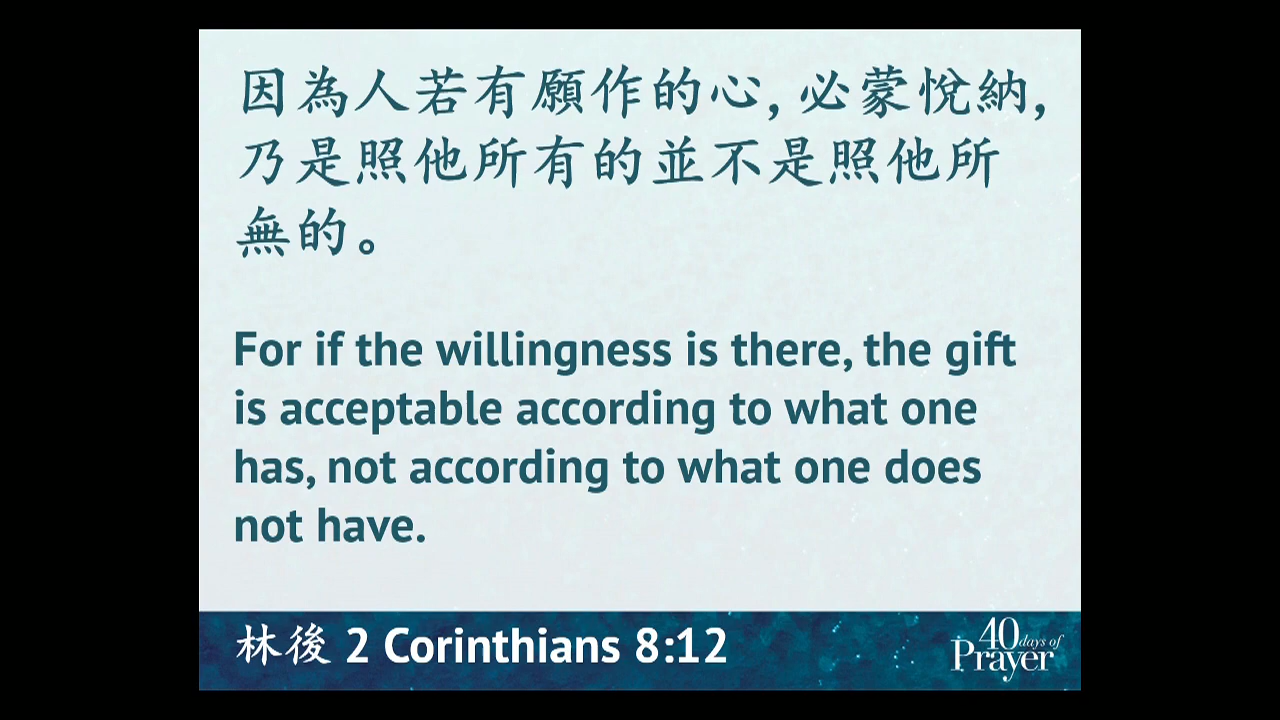 因為人若有願作的心, 必蒙悅納,
乃是照他所有的並不是照他所
無的。
For if the willingness is there, the gift
is acceptable according to what one
has, not according to what one does
not have.
林後 2 Corinthians 8:12
40 days of
Prayer